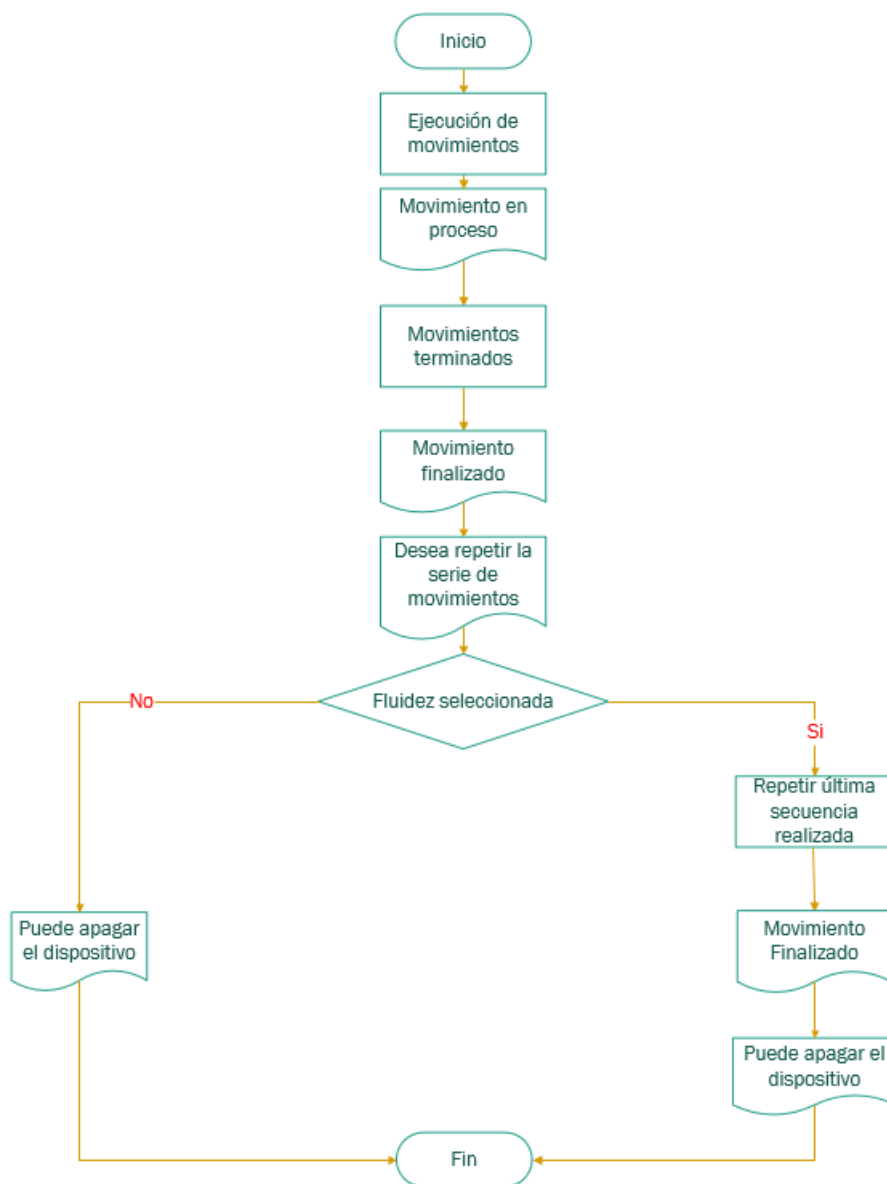 Inicio
Ejecución de
movimientos
Movimiento en
proceso
Movimientos
terminados
Movimiento
finalizado
Desea repetir la
serie de
movimientos
Fluidez seleccionada
No
Si
Repetir última
secuencia
realizada
Puede apagar
el dispositivo
Movimiento
Finalizado
Puede apagar el
dispositivo
Fin